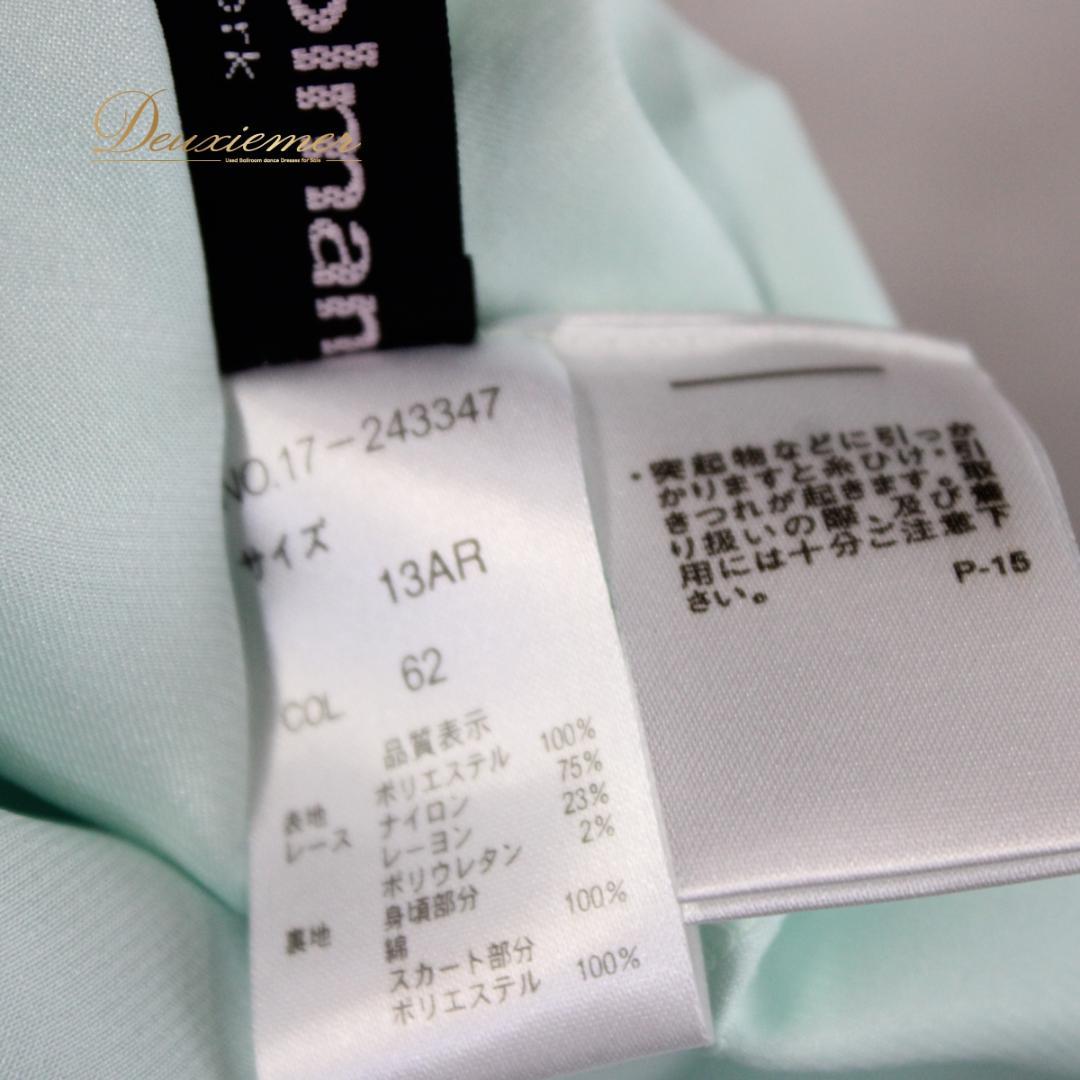 ork
olman
Deuxiemer
Used Ballroom dance Dresses for Sale
NO.17-243347
サイズ
13AR
COL 62
品質表示
表地 ポリエステル 100%
レース ナイロン 75%
レーヨン 23%
ポリウレタン 2%
裏地 身頃部分
綿 100%
スカート部分
ポリエステル 100%
・突起物などに引っか
かりますと糸ひけ・引
きつれが起きます。取
り扱いの際、及び着
用には十分ご注意下
さい。
P-15